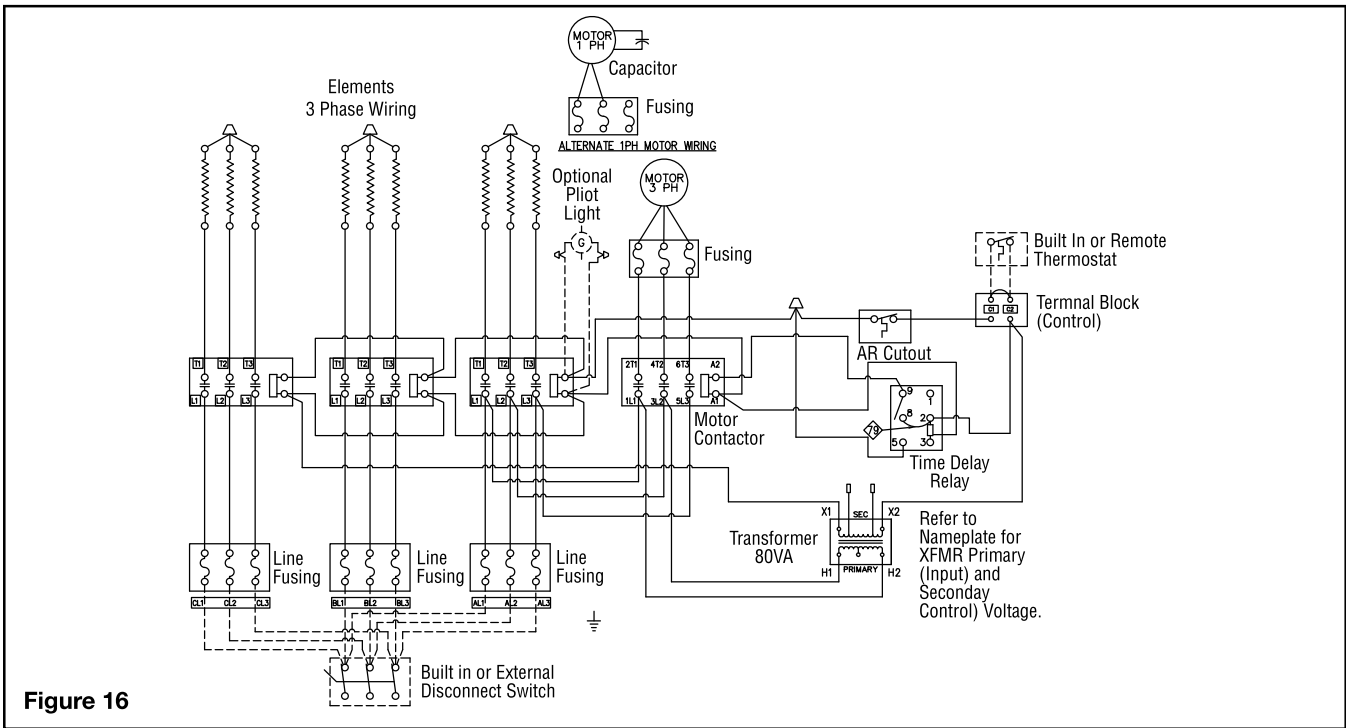 MOTOR
1 PH
Capacitor
Fusing
ALTERNATE 1PH MOTOR WIRING
Elements
3 Phase Wiring
MOTOR
3 PH
Fusing
Optional
Pliot
Light
G
Built In or Remote
Thermostat
C1 C2
Termnal Block
(Control)
AR Cutout
T1 T2 T3
L1 L2 L3
T1 T2 T3
L1 L2 L3
T1 T2 T3
L1 L2 L3
2T1 4T2 6T3 A2
1L1 3L2 5L3 A1
Motor
Contactor
9 1
8 2
79
5 3
Time Delay
Relay
Transformer
80VA
X1 SEC X2
H1 PRIMARY H2
Refer to
Nameplate for
XFMR Primary
(Input) and
Seconday
Control) Voltage.
Line
Fusing
Line
Fusing
Line
Fusing
CL1 CL2 CL3
BL1 BL2 BL3
AL1 AL2 AL3
Built in or External
Disconnect Switch
Figure 16